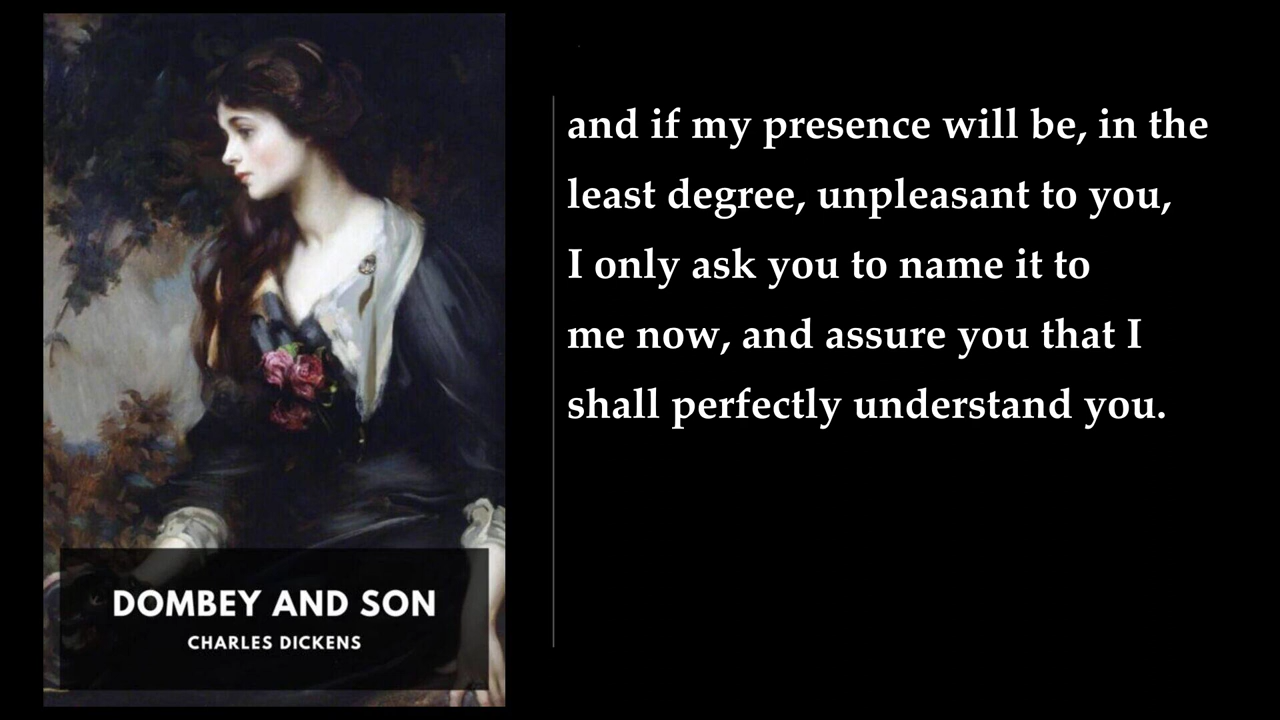 DOMBEY AND SON
CHARLES DICKENS
and if my presence will be, in the
least degree, unpleasant to you,
I only ask you to name it to
me now, and assure you that I
shall perfectly understand you.